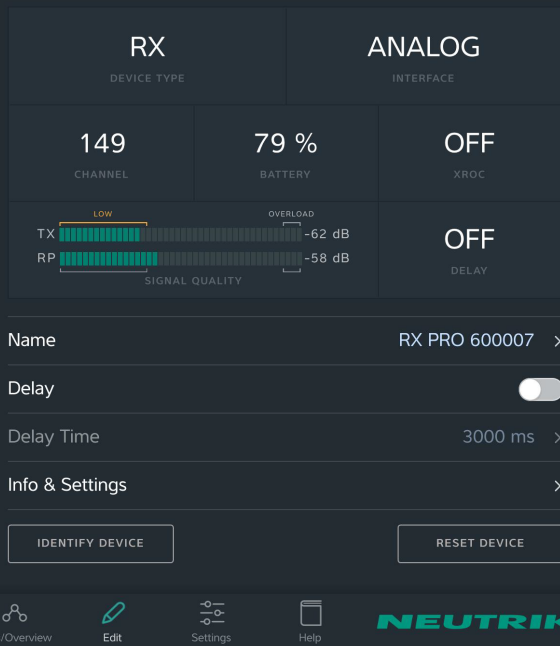 RX ANALOG
DEVICE TYPE INTERFACE
149 79 % OFF
CHANNEL BATTERY XROC
LOW OVERLOAD
TX -62 dB
RP -58 dB
SIGNAL QUALITY
OFF
DELAY
Name RX PRO 600007
Delay
Delay Time 3000 ms
Info & Settings
IDENTIFY DEVICE RESET DEVICE
/Overview Edit Settings Help NEUTRIK